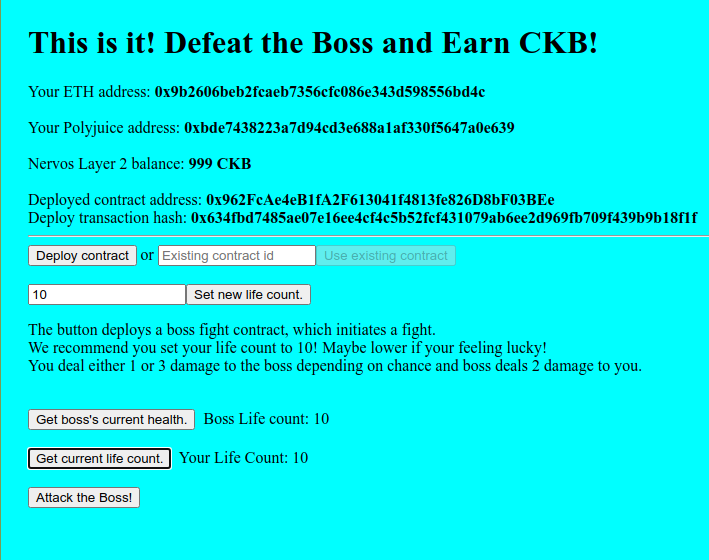 This is it! Defeat the Boss and Earn CKB!
Your ETH address: 0x9b2606beb2fcaeb7356cfc086e343d598556bd4c
Your Polyjuice address: 0xbde7438223a7d94cd3e688a1af330f5647a0e639
Nervos Layer 2 balance: 999 CKB
Deployed contract address: 0x962FcAe4eB1fA2F613041f4813fe826D8bF03BEe
Deploy transaction hash: 0x634fbd7485ae07e16ee4cf4c5b52fcf431079ab6ee2d969fb709f439b9b18f1f
Deploy contract or Existing contract id Use existing contract
10 Set new life count.
The button deploys a boss fight contract, which initiates a fight.
We recommend you set your life count to 10! Maybe lower if your feeling lucky!
You deal either 1 or 3 damage to the boss depending on chance and boss deals 2 damage to you.
Get boss's current health. Boss Life count: 10
Get current life count. Your Life Count: 10
Attack the Boss!